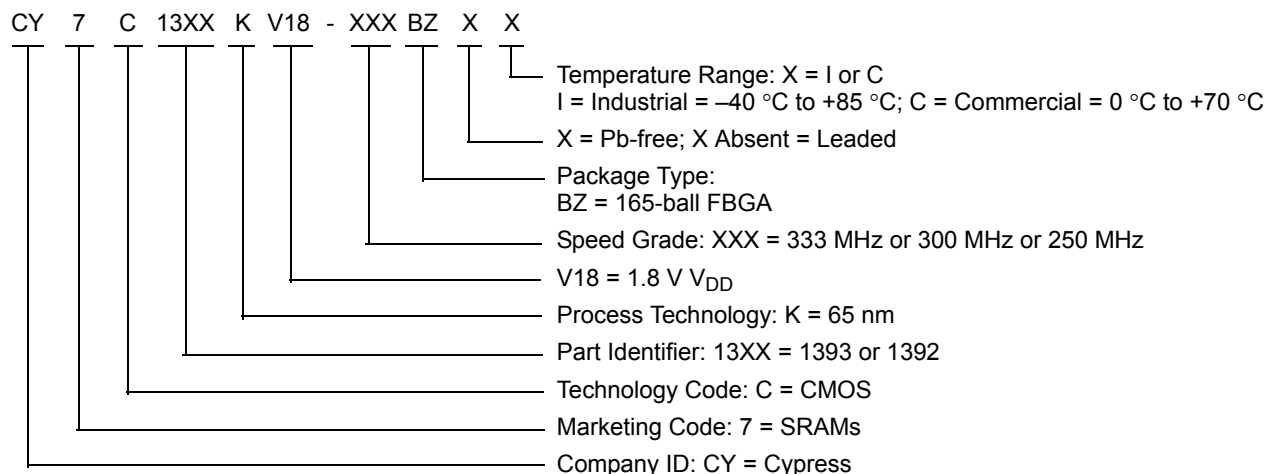 CY 7 C 13XX K V18 - XXX BZ X X
Temperature Range: X = I or C
I = Industrial = –40 °C to +85 °C; C = Commercial = 0 °C to +70 °C
X = Pb-free; X Absent = Leaded
Package Type:
BZ = 165-ball FBGA
Speed Grade: XXX = 333 MHz or 300 MHz or 250 MHz
V18 = 1.8 V VDD
Process Technology: K = 65 nm
Part Identifier: 13XX = 1393 or 1392
Technology Code: C = CMOS
Marketing Code: 7 = SRAMs
Company ID: CY = Cypress